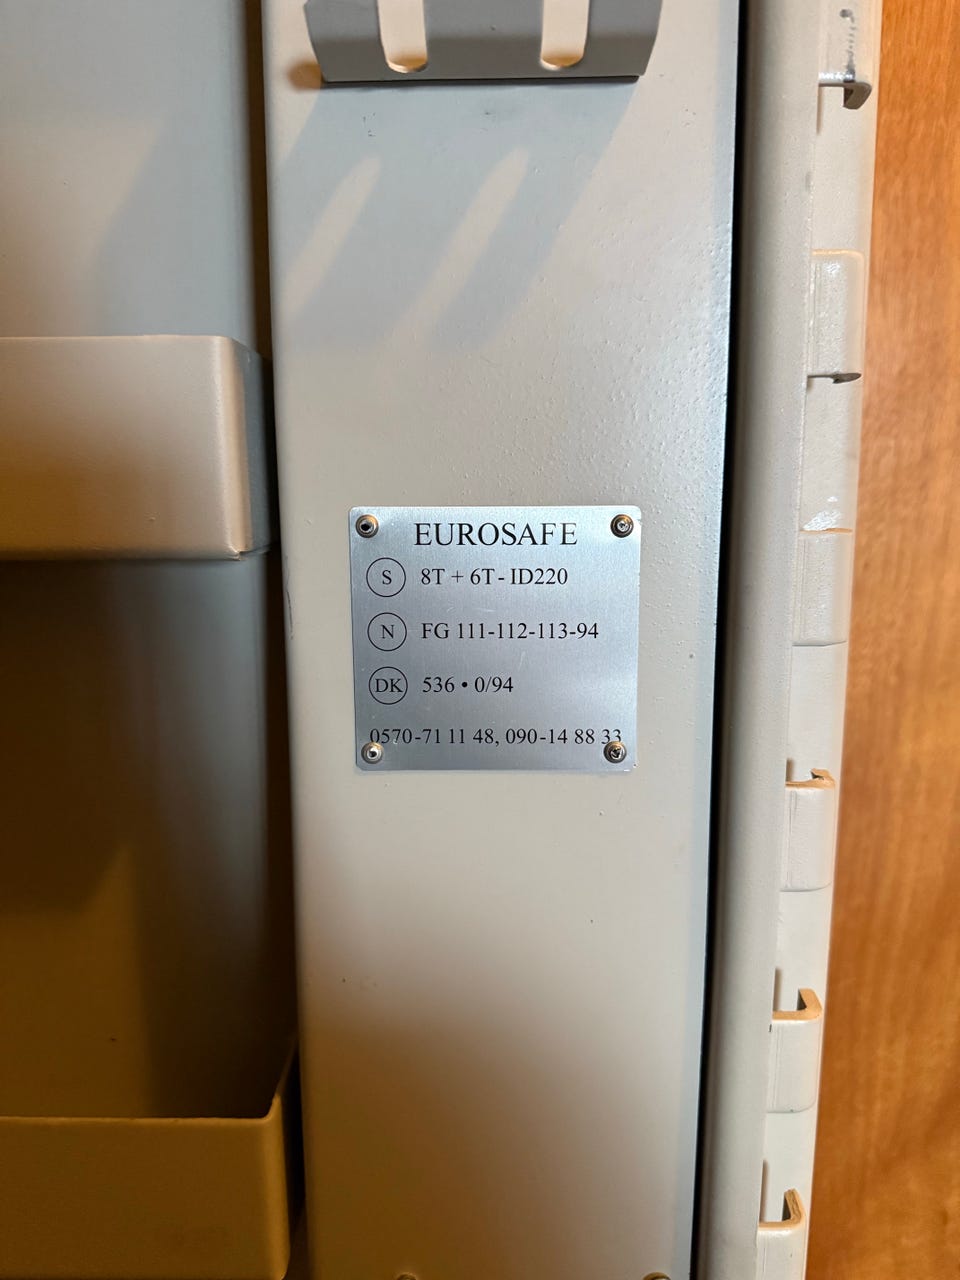 EUROSAFE
S 8T + 6T - ID220
N FG 111-112-113-94
DK 536 • 0/94
0570-71 11 48, 090-14 88 33